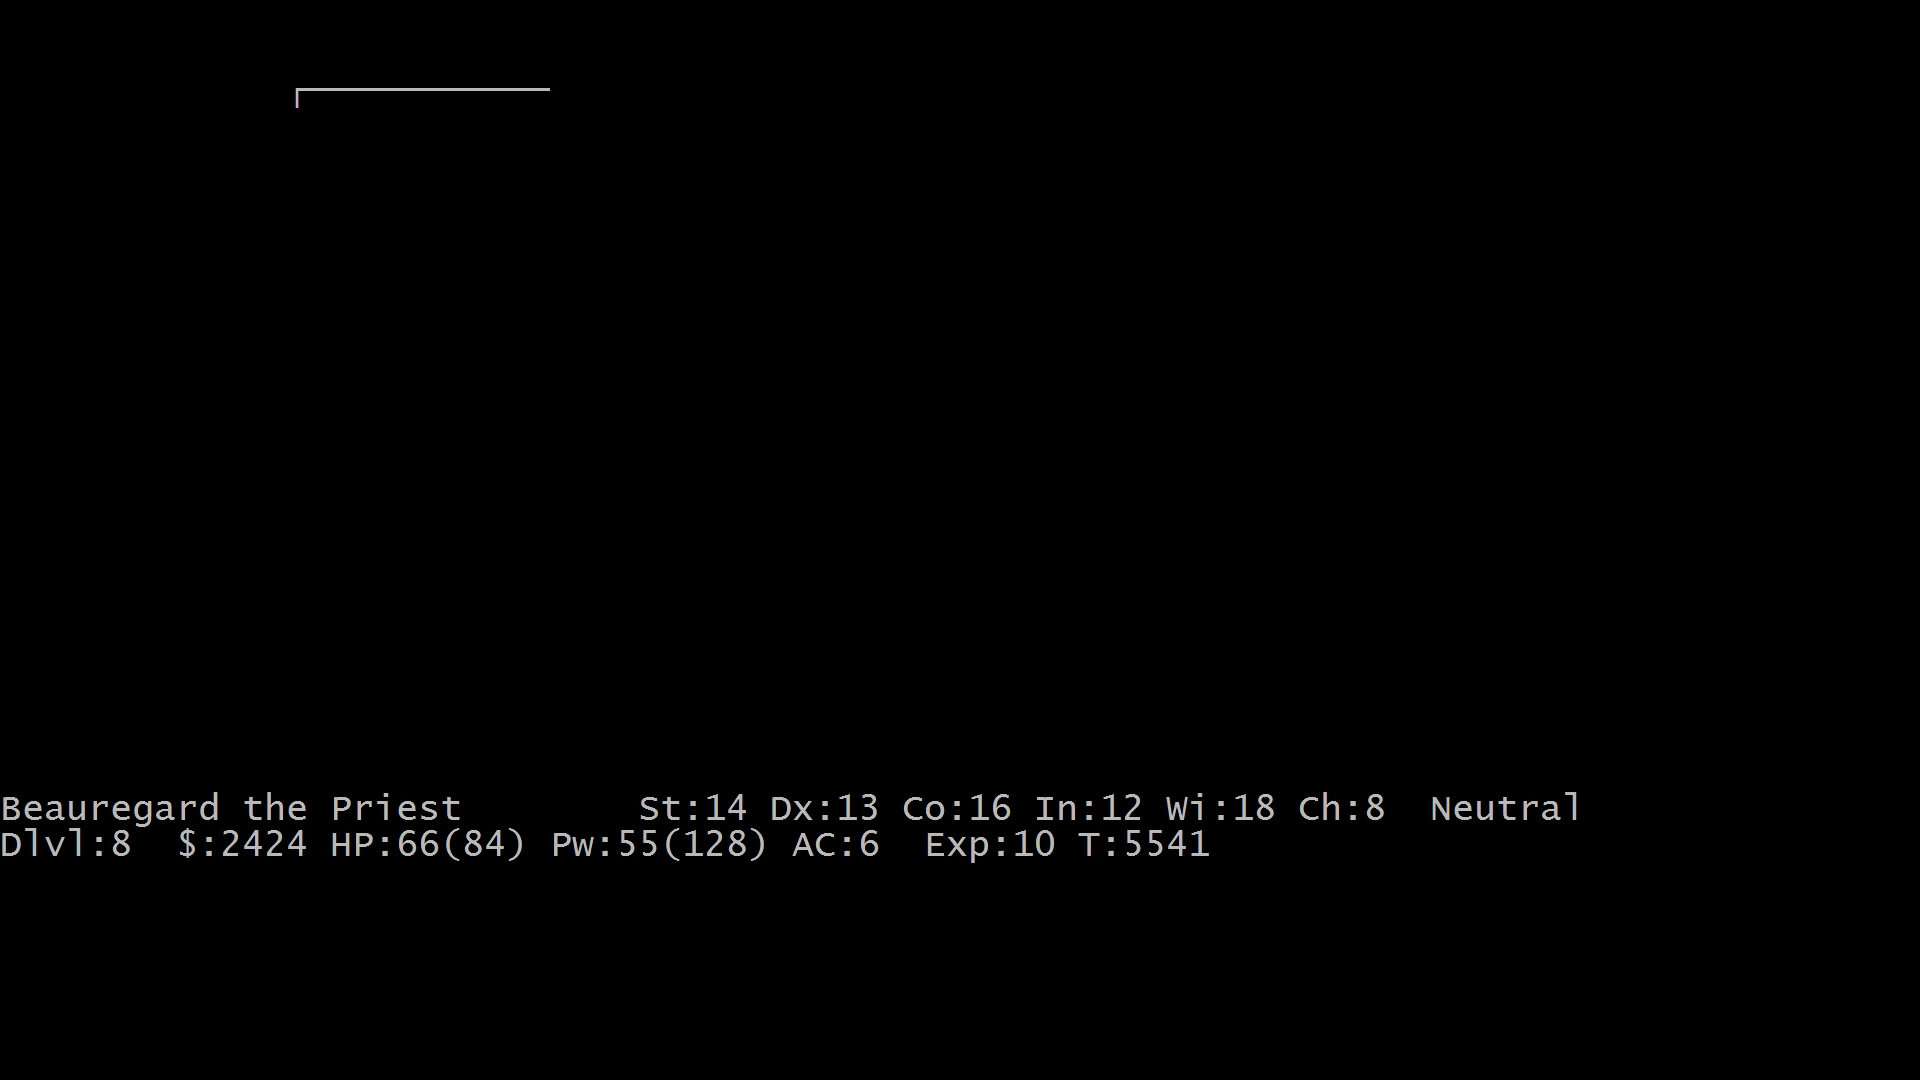 Beauregard the Priest St:14 Dx:13 Co:16 In:12 Wi:18 Ch:8 Neutral
Dlvl:8 $:2424 HP:66(84) Pw:55(128) AC:6 Exp:10 T:5541